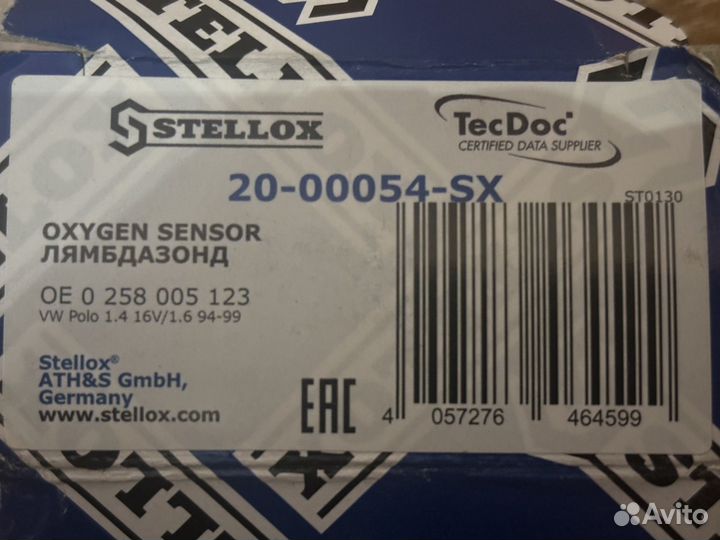 STELLOX
TecDoc
CERTIFIED DATA SUPPLIER
20-00054-SX
ST0130
OXYGEN SENSOR
ЛЯМБДАЗОНД
OE 0 258 005 123
VW Polo 1.4 16V/1.6 94-99
Stellox®
ATH&S GmbH,
Germany
www.stellox.com
EAC
4 057276 464599
Avito